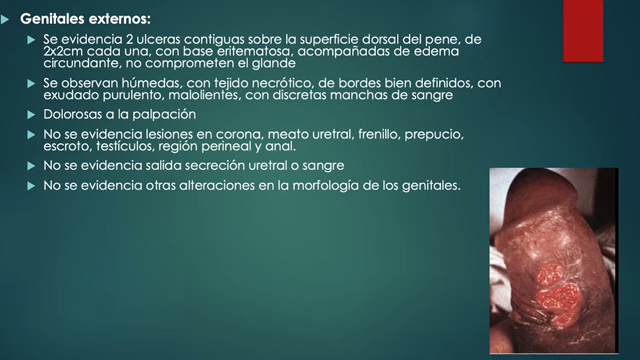 Genitales externos:
Se evidencia 2 ulceras contiguas sobre la superficie dorsal del pene, de
2x2cm cada una, con base eritematosa, acompañadas de edema
circundante, no comprometen el glande
Se observan húmedas, con tejido necrótico, de bordes bien definidos, con
exudado purulento, malolientes, con discretas manchas de sangre
Dolorosas a la palpación
No se evidencia lesiones en corona, meato uretral, frenillo, prepucio,
escroto, testículos, región perineal y anal.
No se evidencia salida secreción uretral o sangre
No se evidencia otras alteraciones en la morfología de los genitales.